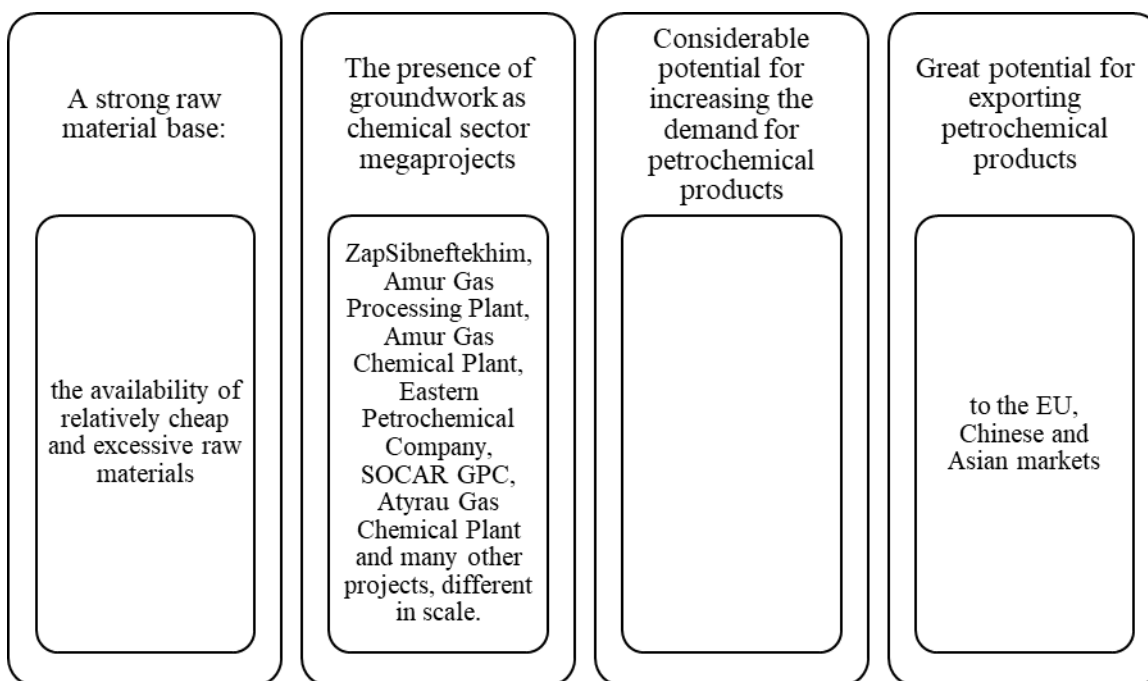 A strong raw
material base:
the availability of
relatively cheap
and excessive raw
materials
The presence of
groundwork as
chemical sector
megaprojects
ZapSibneftekhim,
Amur Gas
Processing Plant,
Amur Gas
Chemical Plant,
Eastern
Petrochemical
Company,
SOCAR GPC,
Atyrau Gas
Chemical Plant
and many other
projects, different
in scale.
Considerable
potential for
increasing the
demand for
petrochemical
products
Great potential for
exporting
petrochemical
products
to the EU,
Chinese and
Asian markets